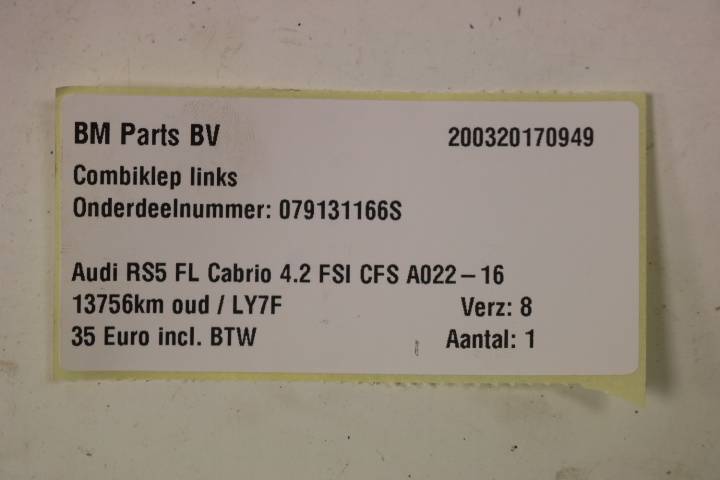 BM Parts BV 200320170949
Combiklep links
Onderdeelnummer: 079131166S
Audi RS5 FL Cabrio 4.2 FSI CFS A022-16
13756km oud / LY7F Verz: 8
35 Euro incl. BTW Aantal: 1